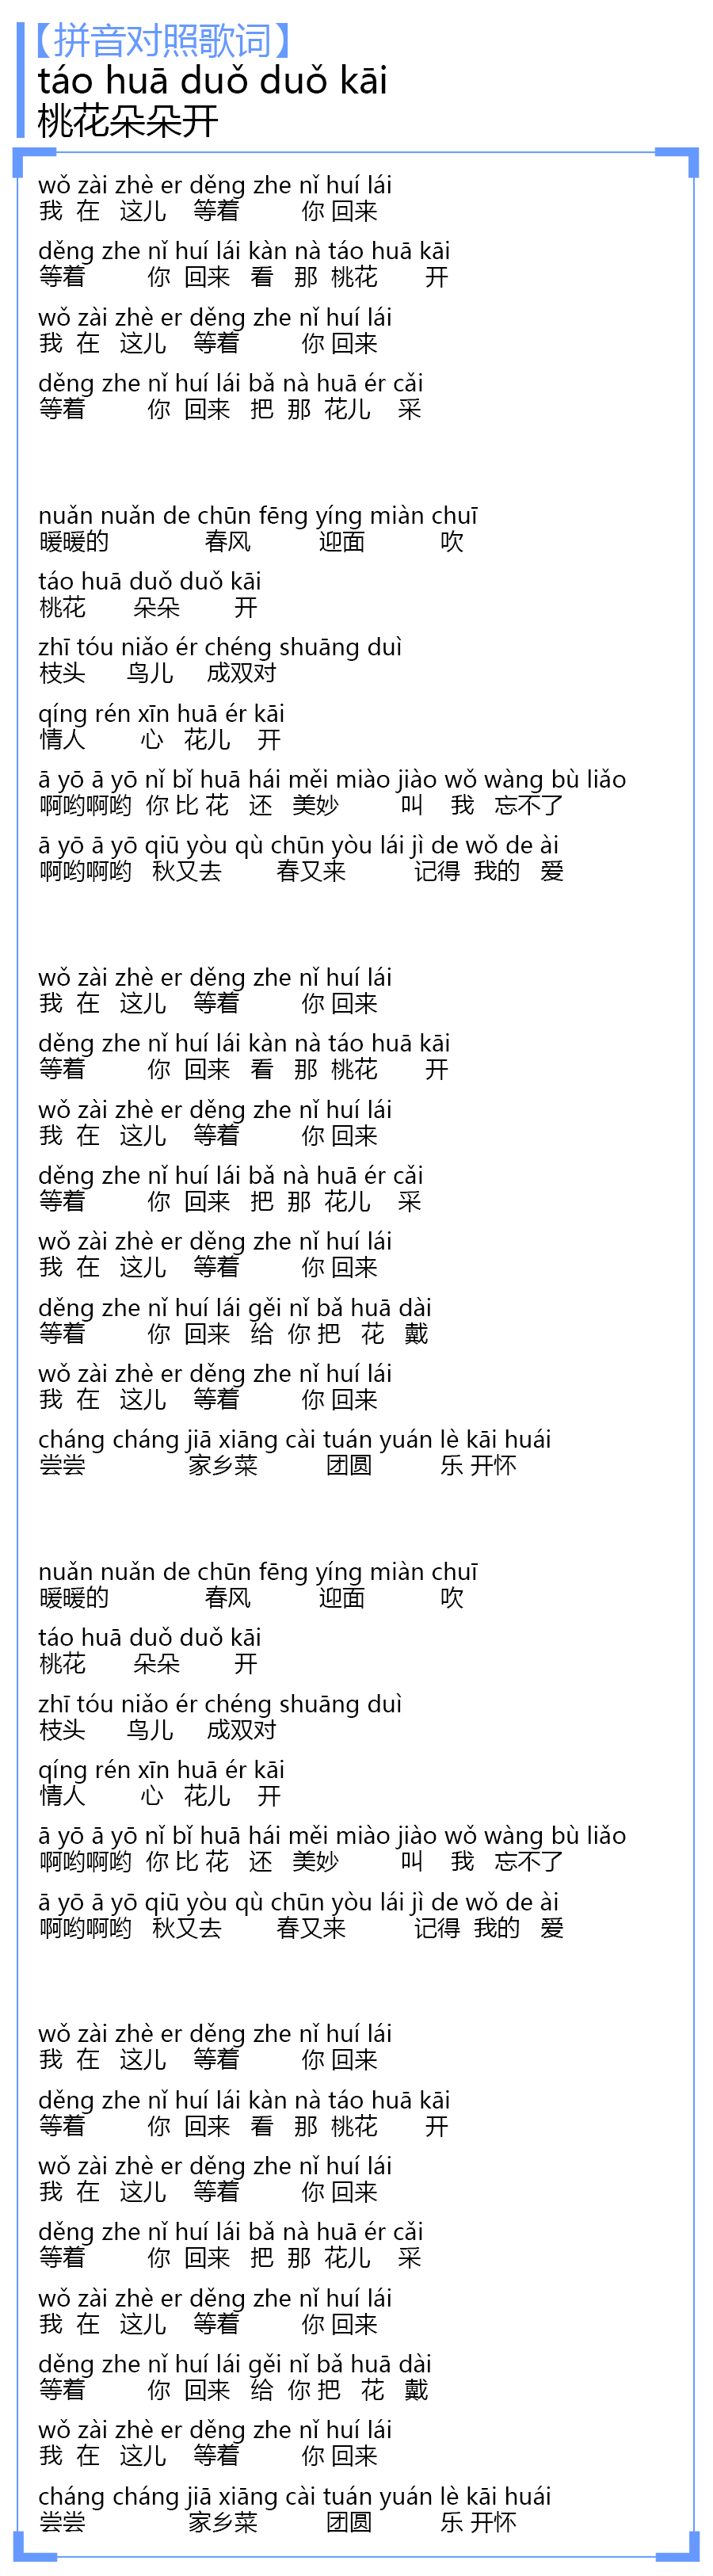 【拼音对照歌词】
táo huā duǒ duǒ kāi
桃花朵朵开
wǒ zài zhè er děng zhe nǐ huí lái
我 在 这儿 等着 你 回来
děng zhe nǐ huí lái kàn nà táo huā kāi
等着 你 回来 看 那 桃花 开
wǒ zài zhè er děng zhe nǐ huí lái
我 在 这儿 等着 你 回来
děng zhe nǐ huí lái bǎ nà huā ér cǎi
等着 你 回来 把 那 花儿 采
nuǎn nuǎn de chūn fēng yíng miàn chuī
暖暖的 春风 迎面 吹
táo huā duǒ duǒ kāi
桃花 朵朵 开
zhī tóu niǎo ér chéng shuāng duì
枝头 鸟儿 成双对
qíng rén xīn huā ér kāi
情人 心 花儿 开
ā yō ā yō nǐ bǐ huā hái měi miào jiào wǒ wàng bù liǎo
啊哟啊哟 你 比 花 还 美妙 叫 我 忘不了
ā yō ā yō qiū yòu qù chūn yòu lái jì de wǒ de ài
啊哟啊哟 秋又去 春又来 记得 我的 爱
wǒ zài zhè er děng zhe nǐ huí lái
我 在 这儿 等着 你 回来
děng zhe nǐ huí lái kàn nà táo huā kāi
等着 你 回来 看 那 桃花 开
wǒ zài zhè er děng zhe nǐ huí lái
我 在 这儿 等着 你 回来
děng zhe nǐ huí lái bǎ nà huā ér cǎi
等着 你 回来 把 那 花儿 采
wǒ zài zhè er děng zhe nǐ huí lái
我 在 这儿 等着 你 回来
děng zhe nǐ huí lái gěi nǐ bǎ huā dài
等着 你 回来 给 你 把 花 戴
wǒ zài zhè er děng zhe nǐ huí lái
我 在 这儿 等着 你 回来
cháng cháng jiā xiāng cài tuán yuán lè kāi huái
尝尝 家乡菜 团圆 乐 开怀
nuǎn nuǎn de chūn fēng yíng miàn chuī
暖暖的 春风 迎面 吹
táo huā duǒ duǒ kāi
桃花 朵朵 开
zhī tóu niǎo ér chéng shuāng duì
枝头 鸟儿 成双对
qíng rén xīn huā ér kāi
情人 心 花儿 开
ā yō ā yō nǐ bǐ huā hái měi miào jiào wǒ wàng bù liǎo
啊哟啊哟 你 比 花 还 美妙 叫 我 忘不了
ā yō ā yō qiū yòu qù chūn yòu lái jì de wǒ de ài
啊哟啊哟 秋又去 春又来 记得 我的 爱
wǒ zài zhè er děng zhe nǐ huí lái
我 在 这儿 等着 你 回来
děng zhe nǐ huí lái kàn nà táo huā kāi
等着 你 回来 看 那 桃花 开
wǒ zài zhè er děng zhe nǐ huí lái
我 在 这儿 等着 你 回来
děng zhe nǐ huí lái bǎ nà huā ér cǎi
等着 你 回来 把 那 花儿 采
wǒ zài zhè er děng zhe nǐ huí lái
我 在 这儿 等着 你 回来
děng zhe nǐ huí lái gěi nǐ bǎ huā dài
等着 你 回来 给 你 把 花 戴
wǒ zài zhè er děng zhe nǐ huí lái
我 在 这儿 等着 你 回来
cháng cháng jiā xiāng cài tuán yuán lè kāi huái
尝尝 家乡菜 团圆 乐 开怀